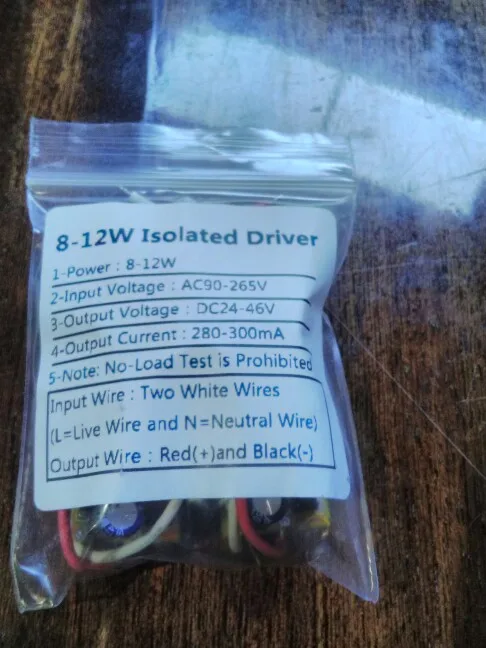 8-12W Isolated Driver
1-Power : 8-12W
2-Input Voltage : AC90-265V
3-Output Voltage : DC24-46V
4-Output Current : 280-300mA
5-Note: No-Load Test is Prohibited
Input Wire : Two White Wires
(L=Live Wire and N=Neutral Wire)
Output Wire : Red(+)and Black(-)